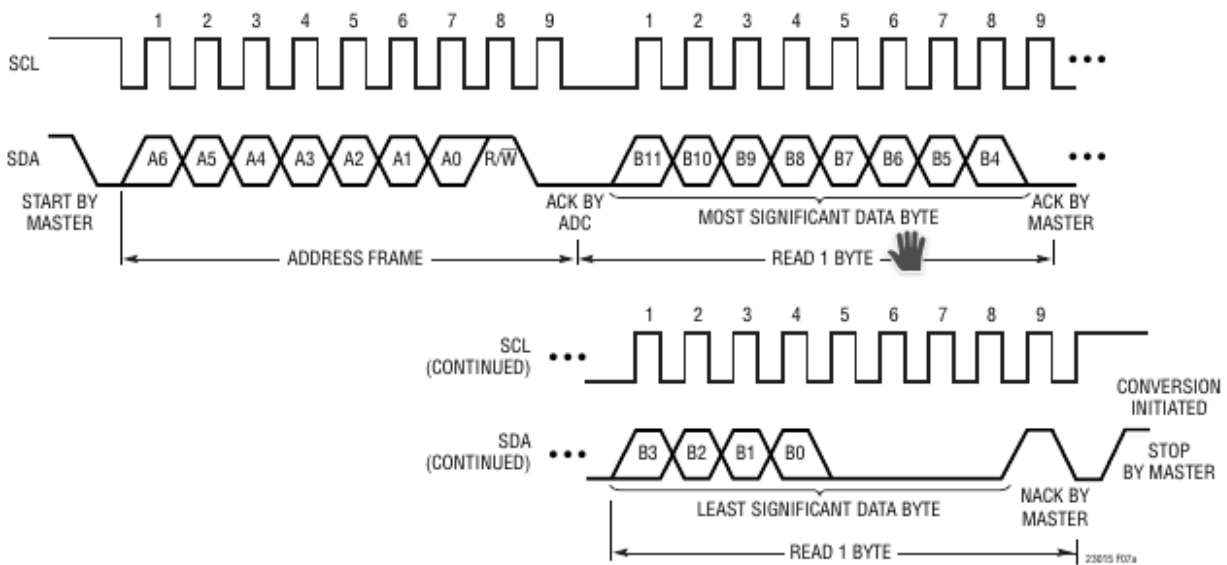 1 2 3 4 5 6 7 8 9 1 2 3 4 5 6 7 8 9
SCL
SDA A6 A5 A4 A3 A2 A1 A0 R/W̅ B11 B10 B9 B8 B7 B6 B5 B4
START BY
MASTER
ACK BY
ADC
MOST SIGNIFICANT DATA BYTE
ACK BY
MASTER
ADDRESS FRAME
READ 1 BYTE
1 2 3 4 5 6 7 8 9
SCL
(CONTINUED)
CONVERSION
INITIATED
SDA
(CONTINUED)
B3 B2 B1 B0
STOP
BY MASTER
LEAST SIGNIFICANT DATA BYTE
NACK BY
MASTER
READ 1 BYTE
23015 F07a